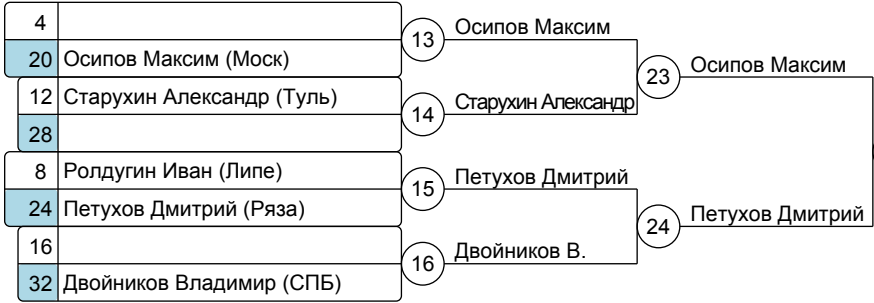 4
13 Осипов Максим
20 Осипов Максим (Моск)
23 Осипов Максим
12 Старухин Александр (Туль)
14 Старухин Александр
28
8 Ролдугин Иван (Липе)
15 Петухов Дмитрий
24 Петухов Дмитрий (Ряза)
24 Петухов Дмитрий
16
16 Двойников В.
32 Двойников Владимир (СПБ)